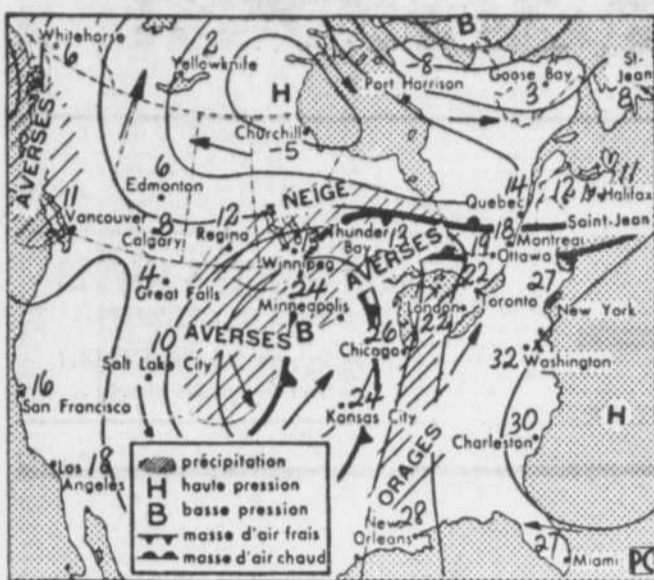 Whitehorse
6
2
Yellowknife
H
B
-8
Port Harrison
Goose Bay
3
St-
Jean
8
Churchill
-5
AVERSES
6
Edmonton
11
Vancouver
8
Calgary
12
Regina
NEIGE
13
Winnipeg
Thunder
Bay
12
Quebec
14
12
11
Halifax
18
Saint-Jean
Montreal
19
Ottawa
AVERSES
4
Great Falls
24
Minneapolis
AVERSES
B
22
London
22
Toronto
27
New York
10
Salt Lake City
26
Chicago
32
Washington
16
San Francisco
24
Kansas City
30
Charleston
H
Los
Angeles
18
ORAGES
28
New
Orleans
27
Miami
PC
précipitation
H haute pression
B basse pression
masse d'air frais
masse d'air chaud